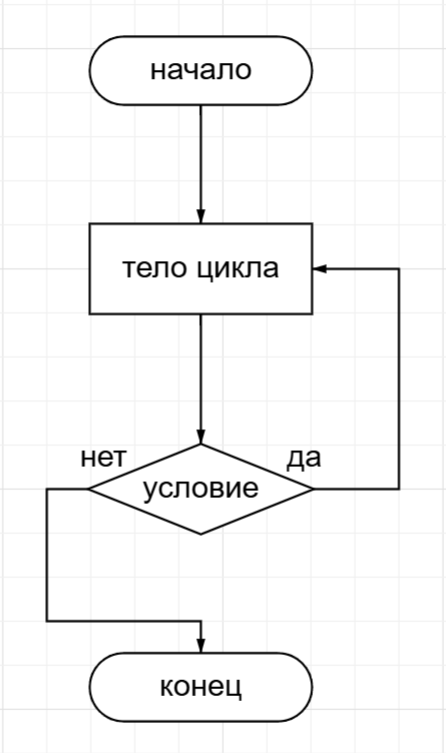 начало
тело цикла
нет
да
условие
конец